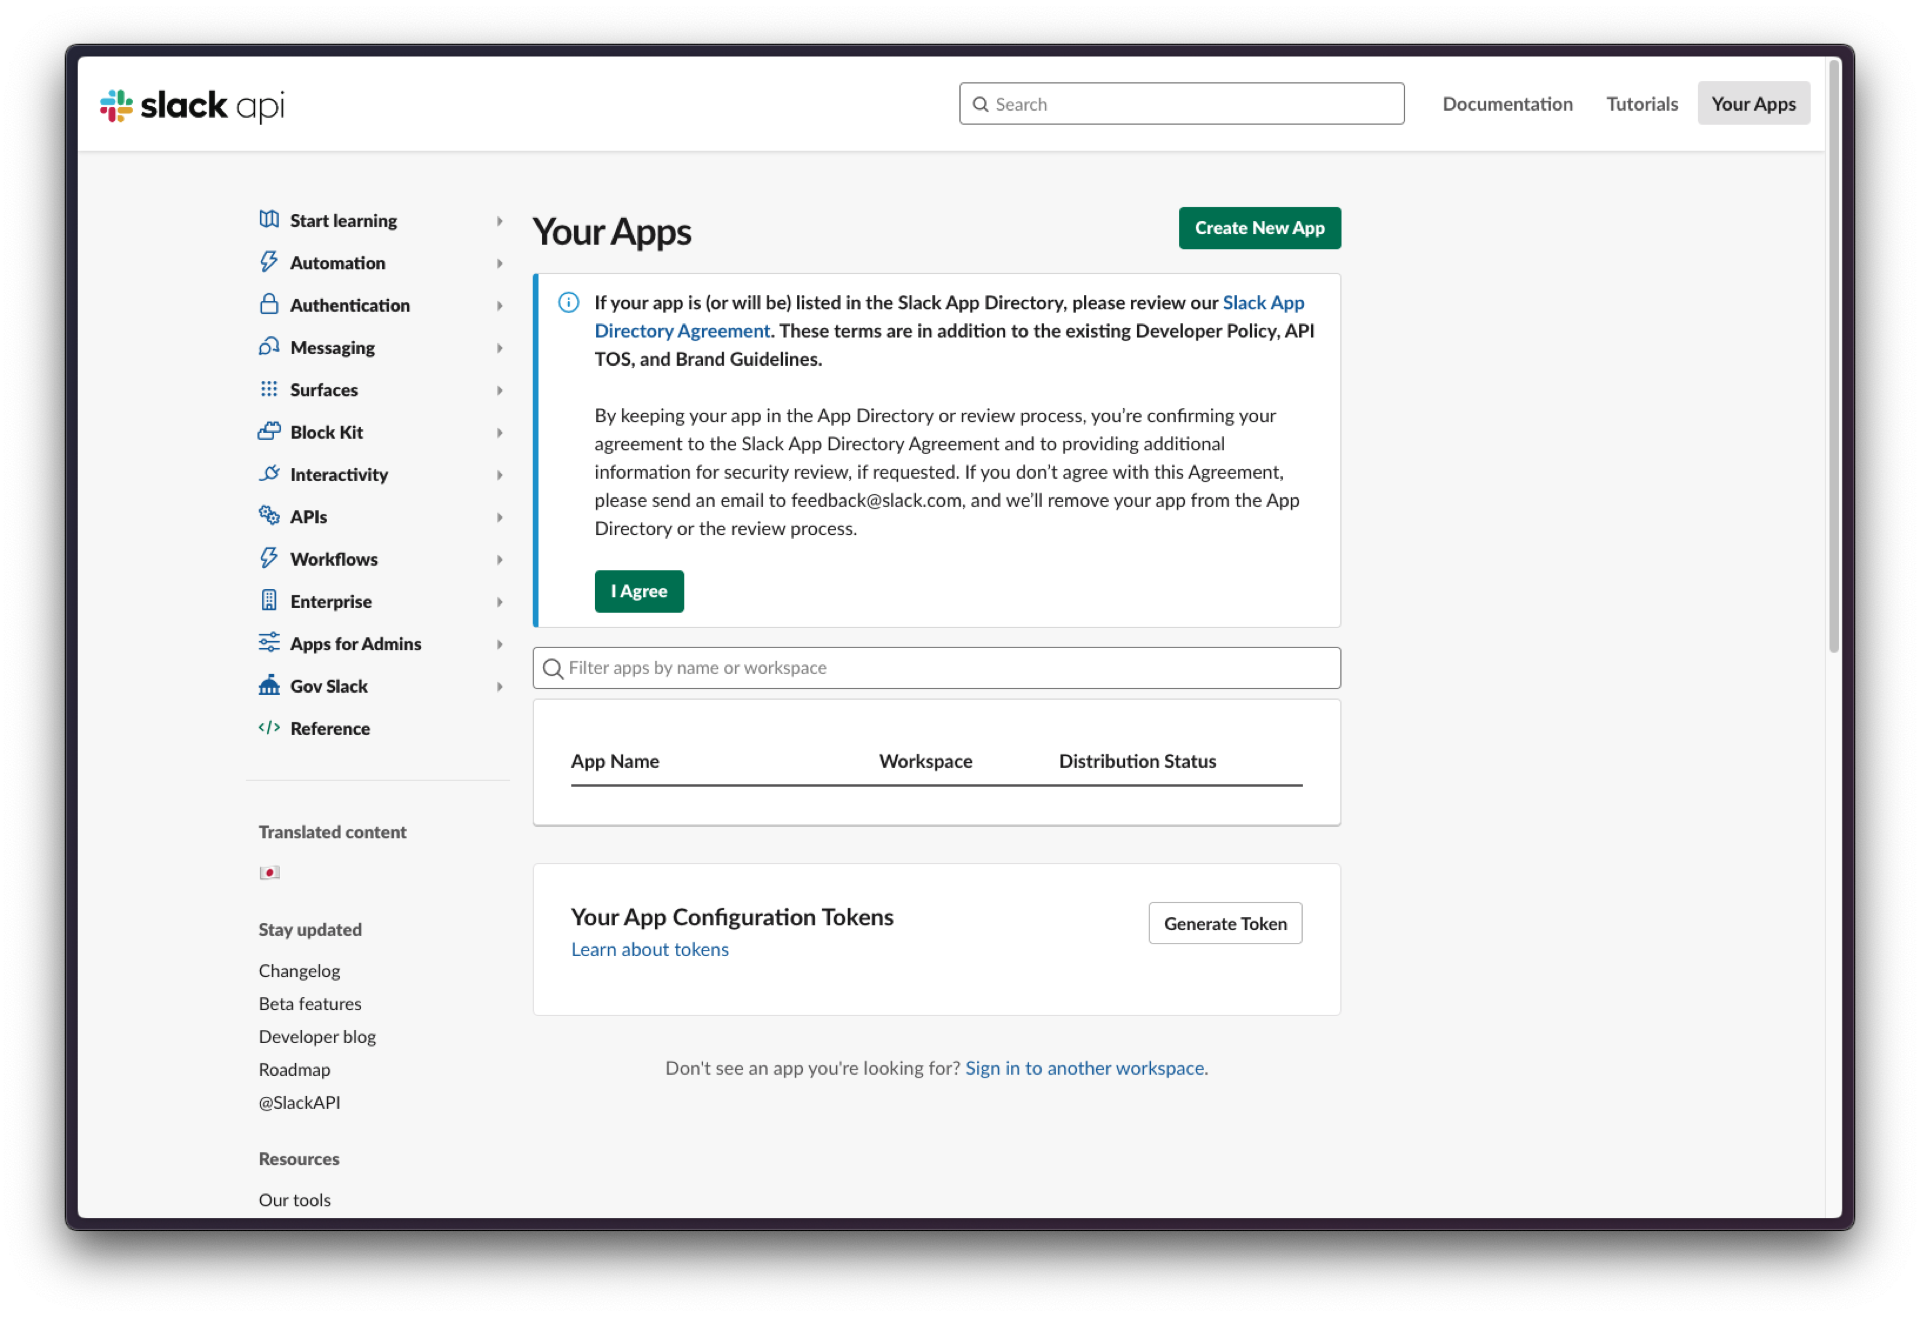 slack api
Search
Documentation
Tutorials
Your Apps
Start learning
Automation
Authentication
Messaging
Surfaces
Block Kit
Interactivity
APIs
Workflows
Enterprise
Apps for Admins
Gov Slack
Reference
Translated content
Stay updated
Changelog
Beta features
Developer blog
Roadmap
@SlackAPI
Resources
Our tools
Your Apps
Create New App
If your app is (or will be) listed in the Slack App Directory, please review our Slack App
Directory Agreement. These terms are in addition to the existing Developer Policy, API
TOS, and Brand Guidelines.
By keeping your app in the App Directory or review process, you’re confirming your
agreement to the Slack App Directory Agreement and to providing additional
information for security review, if requested. If you don’t agree with this Agreement,
please send an email to feedback@slack.com, and we’ll remove your app from the App
Directory or the review process.
I Agree
Filter apps by name or workspace
App Name
Workspace
Distribution Status
Your App Configuration Tokens
Learn about tokens
Generate Token
Don't see an app you're looking for? Sign in to another workspace.